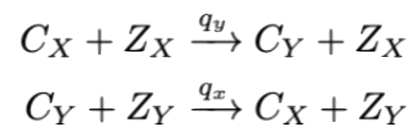 $C_X + Z_X \xrightarrow{q_y} C_Y + Z_X$
$C_Y + Z_Y \xrightarrow{q_x} C_X + Z_Y$